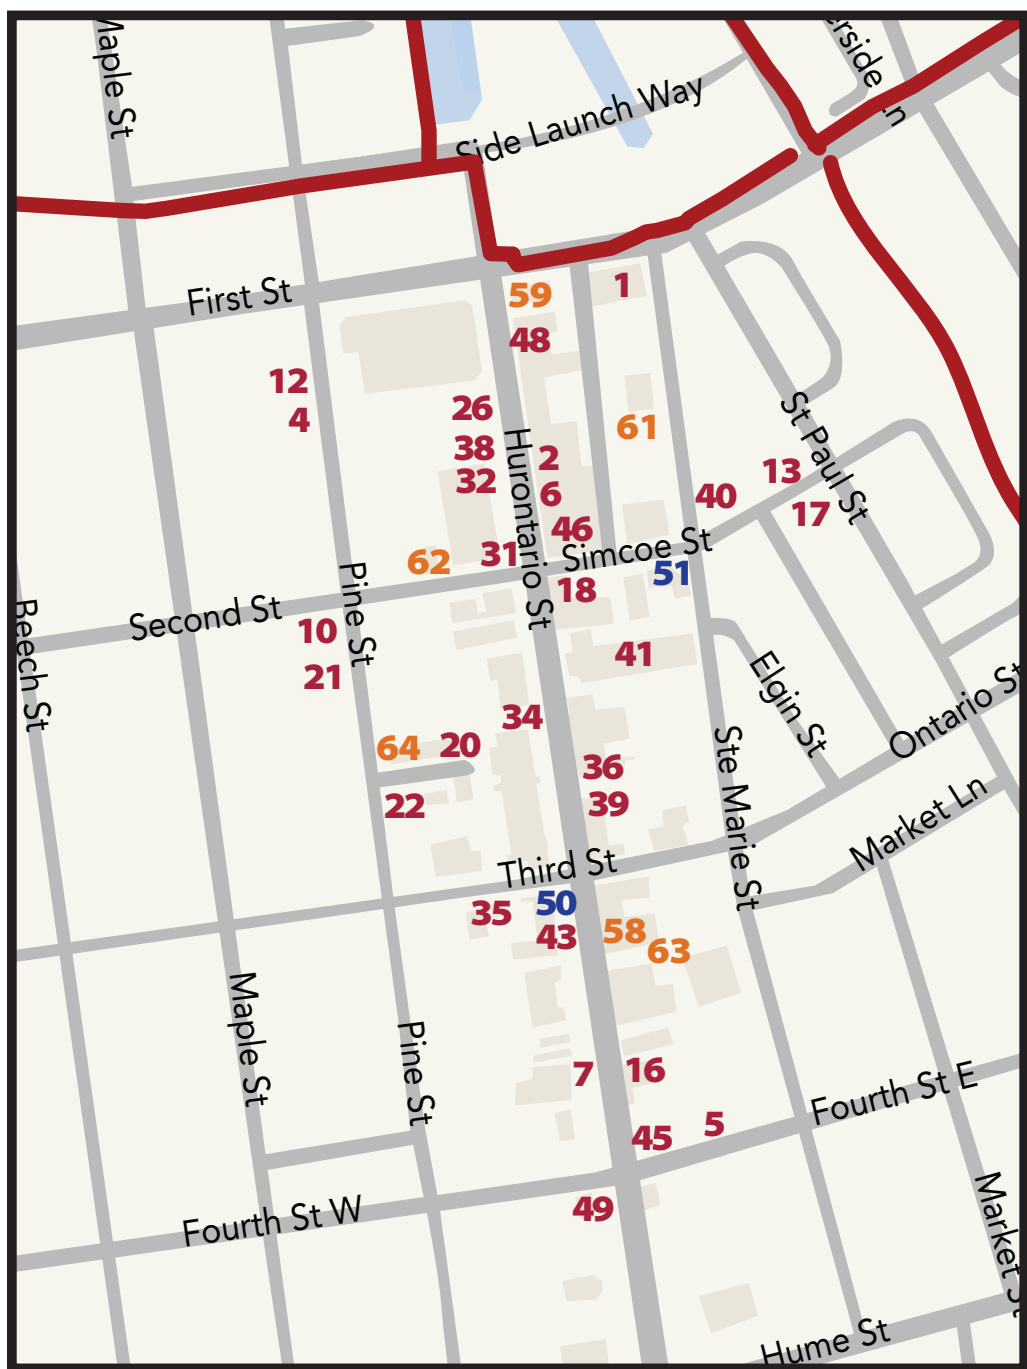 Maple St
erside Ln
Side Launch Way
First St
59
1
48
12
4
26
61
38
2
32
6
Hurontario St
St Paul St
13
40
17
46
31
Simcoe St
62
51
18
Pine St
Second St
10
Beech St
21
41
Elgin St
34
Ontario St
64
20
36
Ste Marie St
22
39
Market Ln
Third St
35
50
43
58
63
Maple St
Pine St
7
16
Fourth St E
5
45
49
Fourth St W
Market St
Hume St